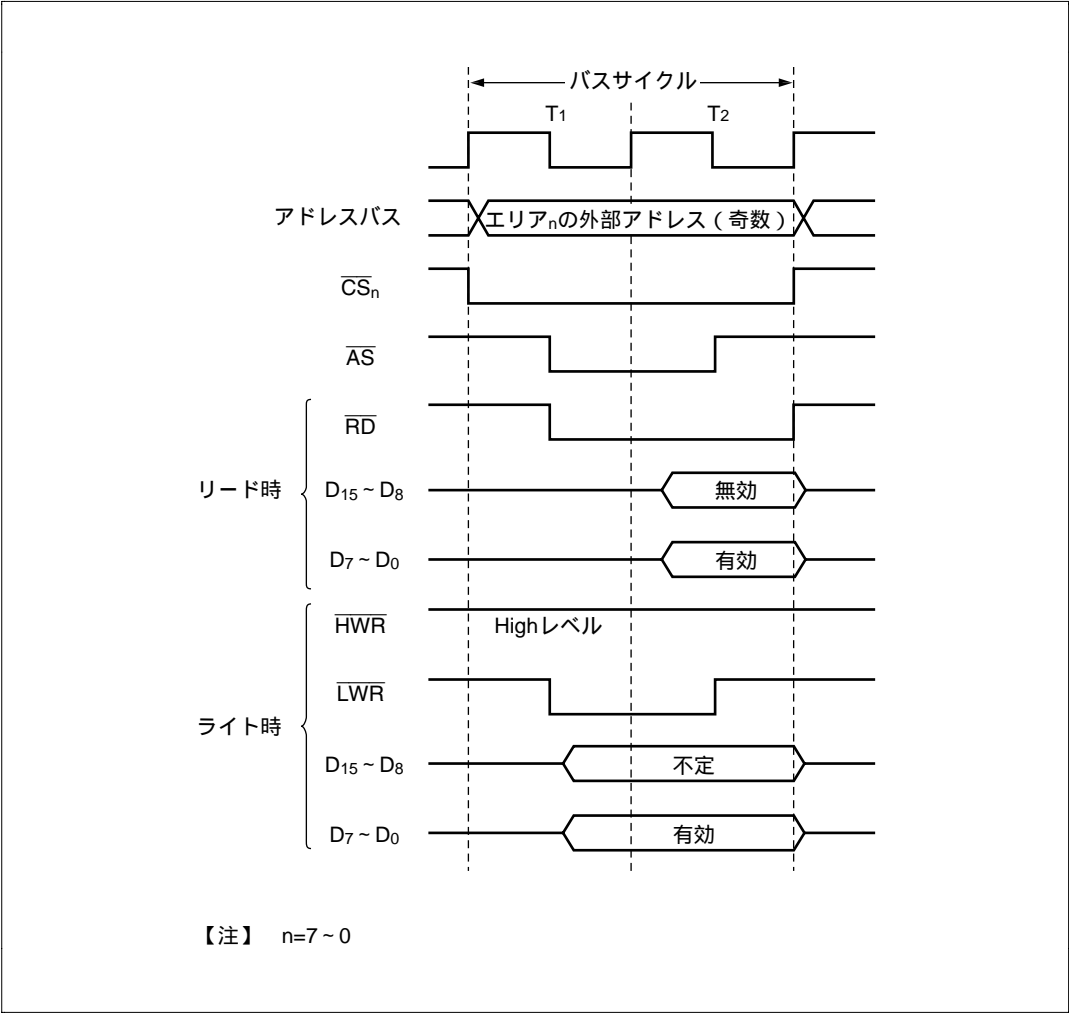 バスサイクル
T1 T2
アドレスバス エリアnの外部アドレス（奇数）
CSn
AS
RD
リード時 D15～D8 無効
D7～D0 有効
HWR Highレベル
LWR
ライト時
D15～D8 不定
D7～D0 有効
【注】 n=7～0